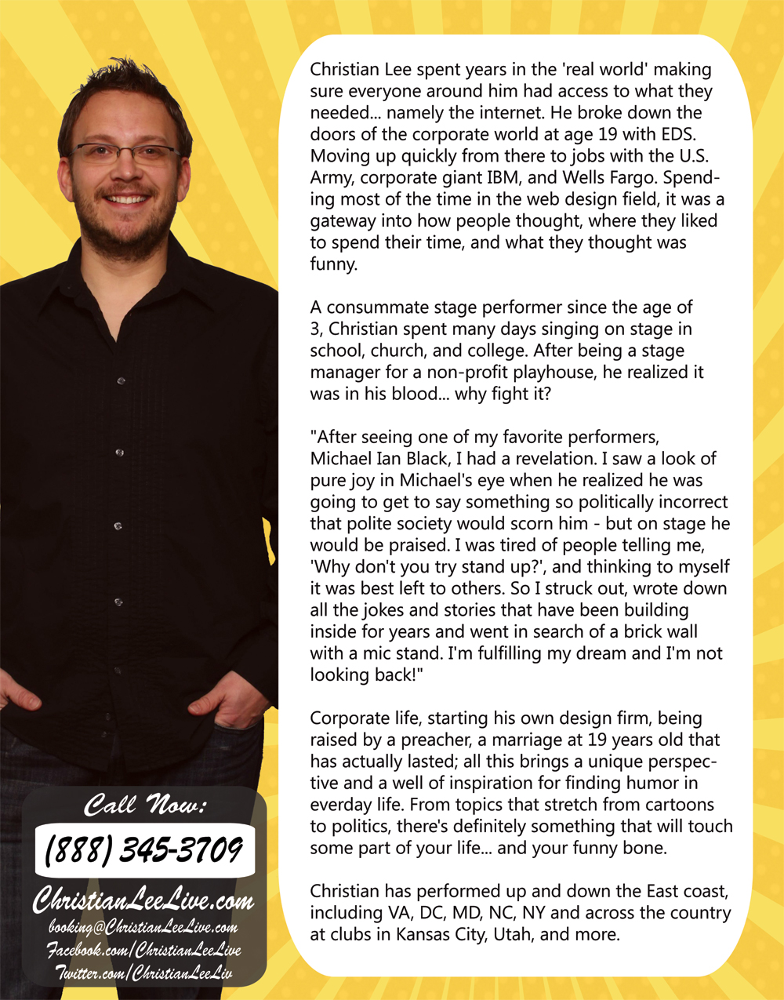 Christian Lee spent years in the 'real world' making
sure everyone around him had access to what they
needed... namely the internet. He broke down the
doors of the corporate world at age 19 with EDS.
Moving up quickly from there to jobs with the U.S.
Army, corporate giant IBM, and Wells Fargo. Spend-
ing most of the time in the web design field, it was a
gateway into how people thought, where they liked
to spend their time, and what they thought was
funny.
A consummate stage performer since the age of
3, Christian spent many days singing on stage in
school, church, and college. After being a stage
manager for a non-profit playhouse, he realized it
was in his blood... why fight it?
"After seeing one of my favorite performers,
Michael Ian Black, I had a revelation. I saw a look of
pure joy in Michael's eye when he realized he was
going to get to say something so politically incorrect
that polite society would scorn him - but on stage he
would be praised. I was tired of people telling me,
'Why don't you try stand up?', and thinking to myself
it was best left to others. So I struck out, wrote down
all the jokes and stories that have been building
inside for years and went in search of a brick wall
with a mic stand. I'm fulfilling my dream and I'm not
looking back!"
Corporate life, starting his own design firm, being
raised by a preacher, a marriage at 19 years old that
has actually lasted; all this brings a unique perspec-
tive and a well of inspiration for finding humor in
everday life. From topics that stretch from cartoons
to politics, there's definitely something that will touch
some part of your life... and your funny bone.
Christian has performed up and down the East coast,
including VA, DC, MD, NC, NY and across the country
at clubs in Kansas City, Utah, and more.
Call Now:
(888) 345-3709
ChristianLeeLive.com
booking@ChristianLeeLive.com
Facebook.com/ChristianLeeLive
Twitter.com/ChristianLeeLiv